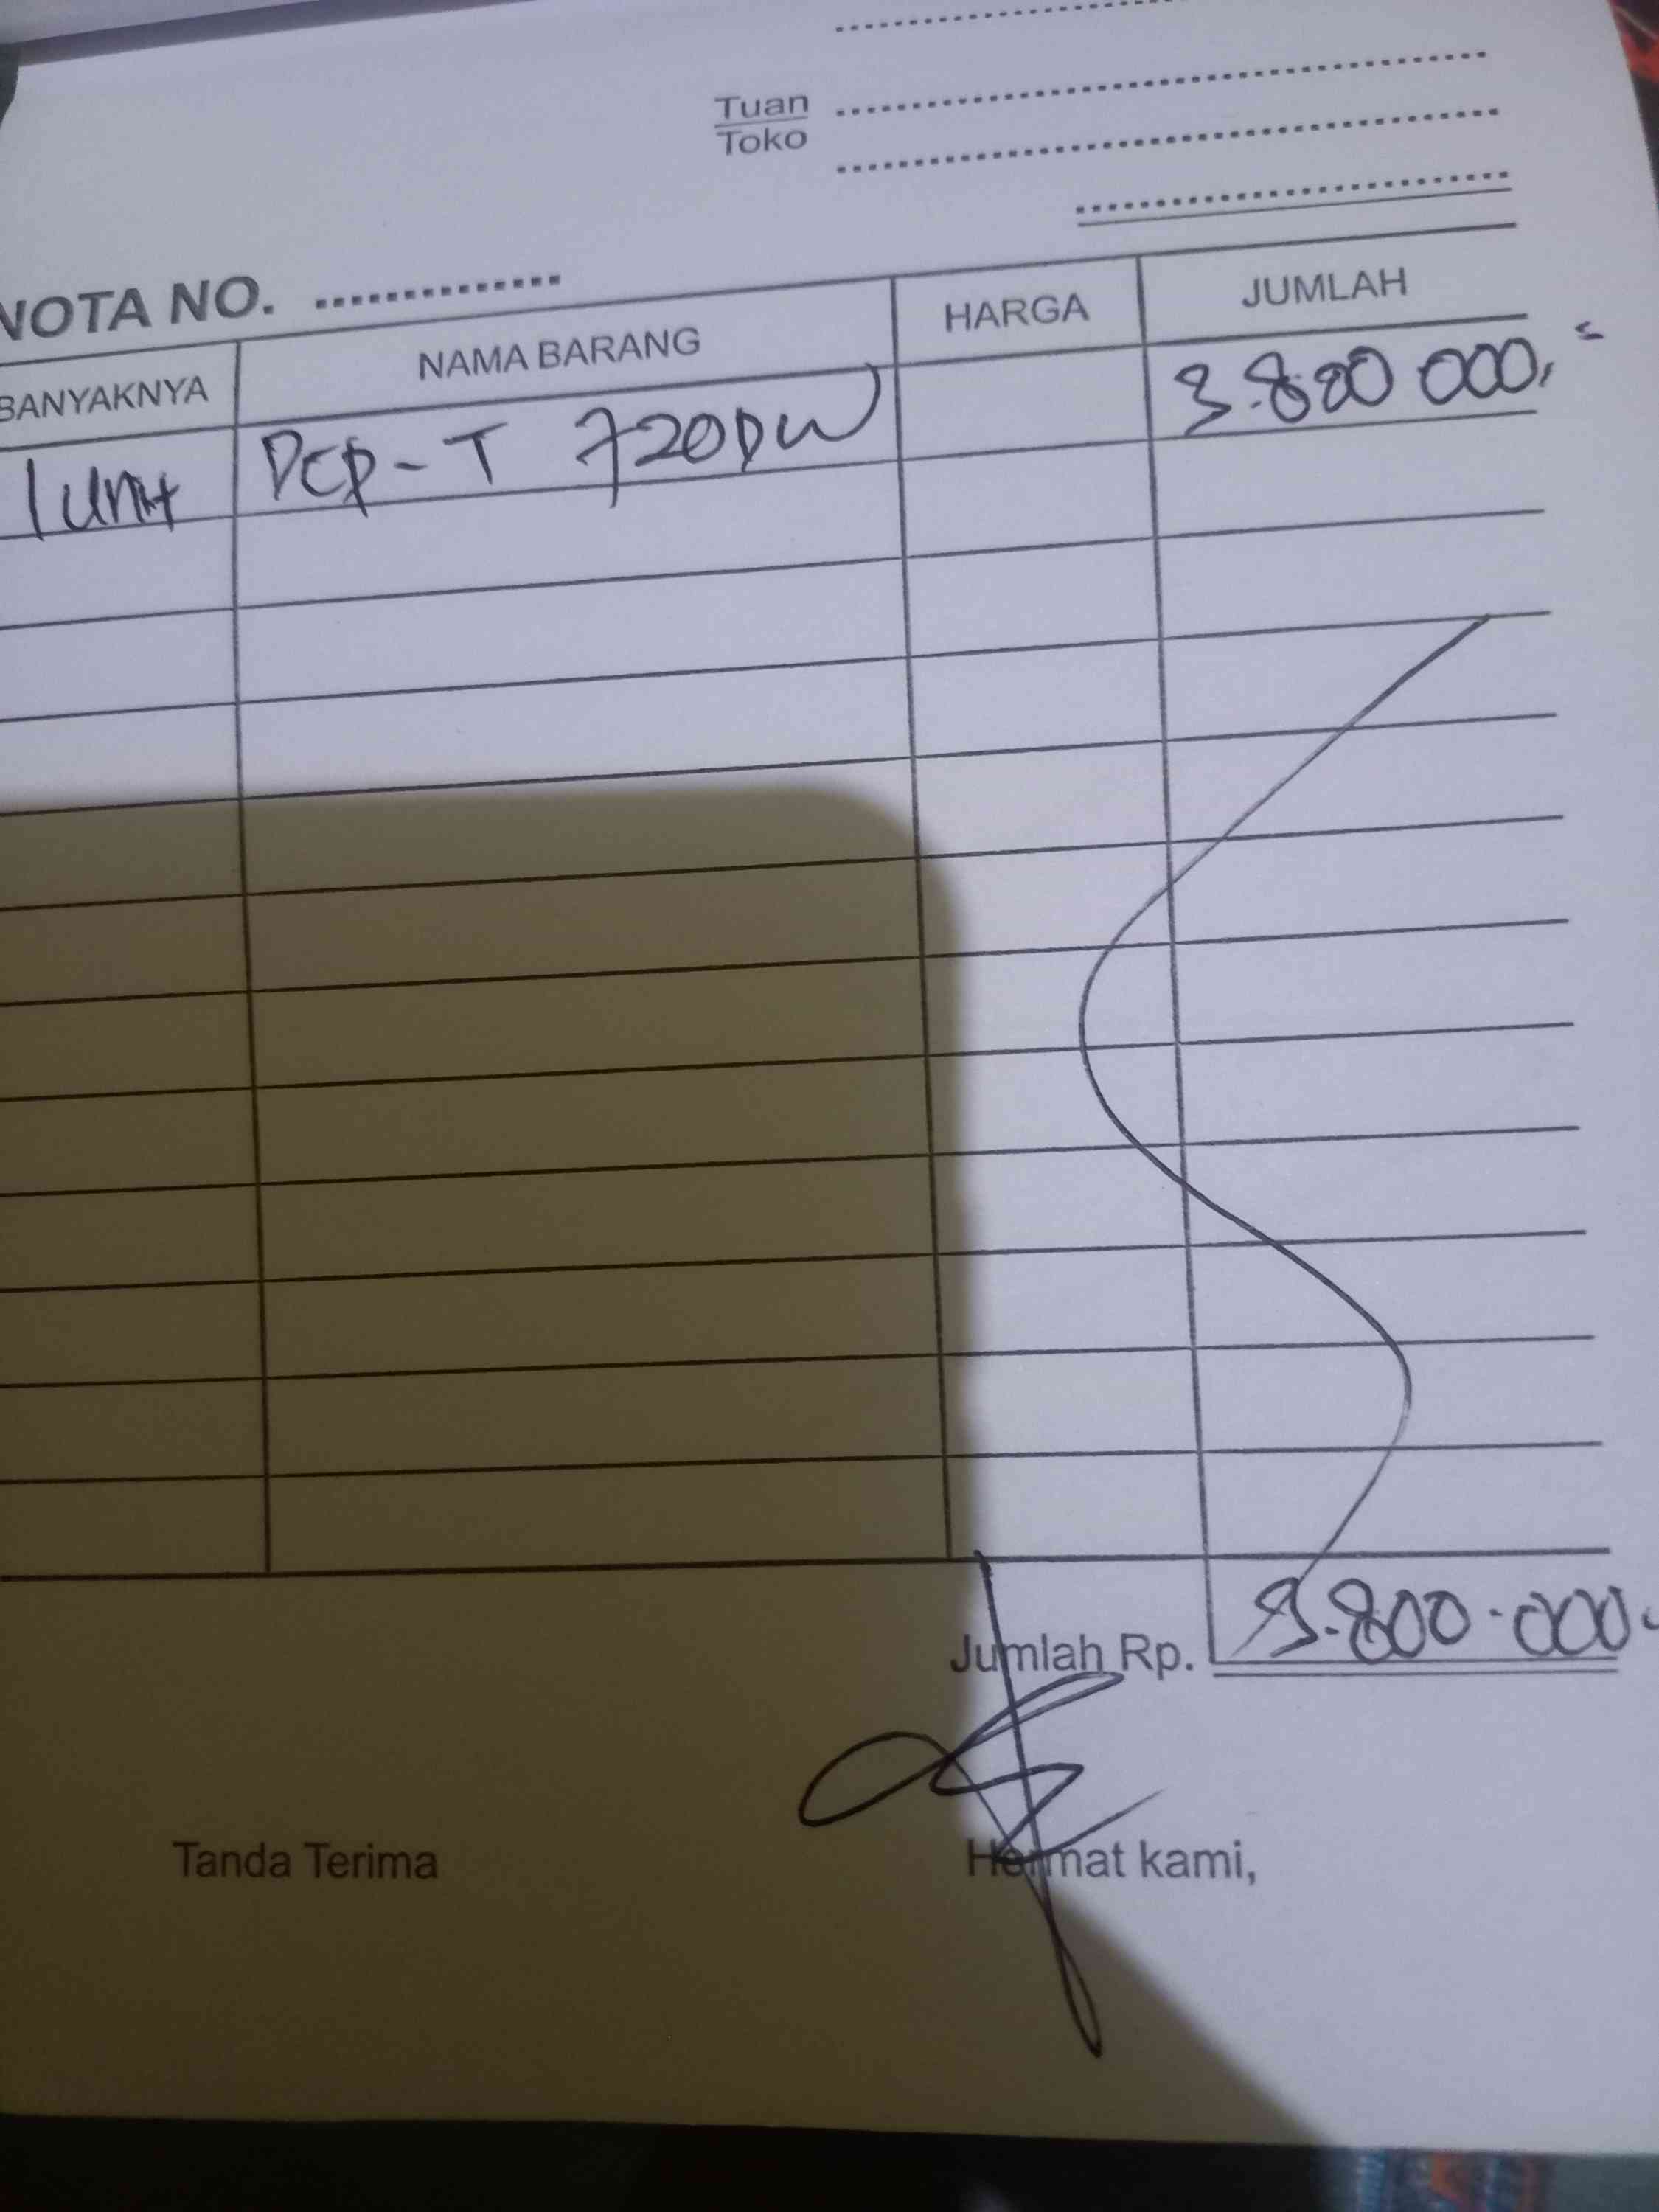 Tuan
Toko
NOTA NO.
BANYAKNYA NAMA BARANG HARGA JUMLAH
1 unit DCP-T 720DW 3.800 000,-
Jumlah Rp. 3.800.000.
Tanda Terima Hormat kami,